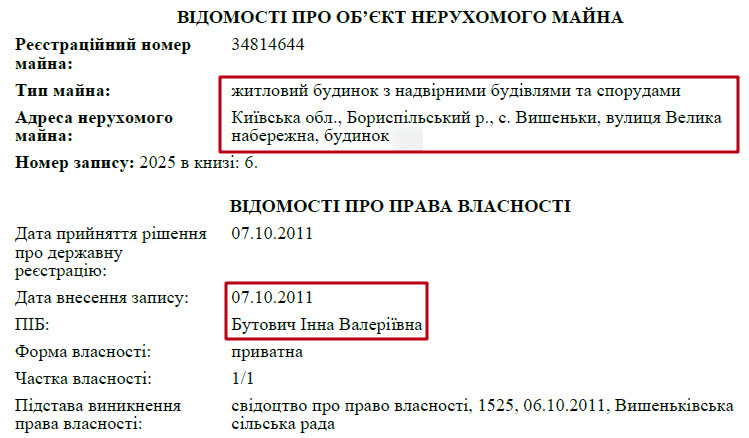 ВІДОМОСТІ ПРО ОБ’ЄКТ НЕРУХОМОГО МАЙНА
Реєстраційний номер майна: 34814644
Тип майна: житловий будинок з надвірними будівлями та спорудами
Адреса нерухомого майна: Київська обл., Бориспільський р., с. Вишеньки, вулиця Велика набережна, будинок
Номер запису: 2025 в книзі: 6.
ВІДОМОСТІ ПРО ПРАВА ВЛАСНОСТІ
Дата прийняття рішення про державну реєстрацію: 07.10.2011
Дата внесення запису: 07.10.2011
ПІБ: Бутович Інна Валеріївна
Форма власності: приватна
Частка власності: 1/1
Підстава виникнення права власності: свідоцтво про право власності, 1525, 06.10.2011, Вишеньківська сільська рада